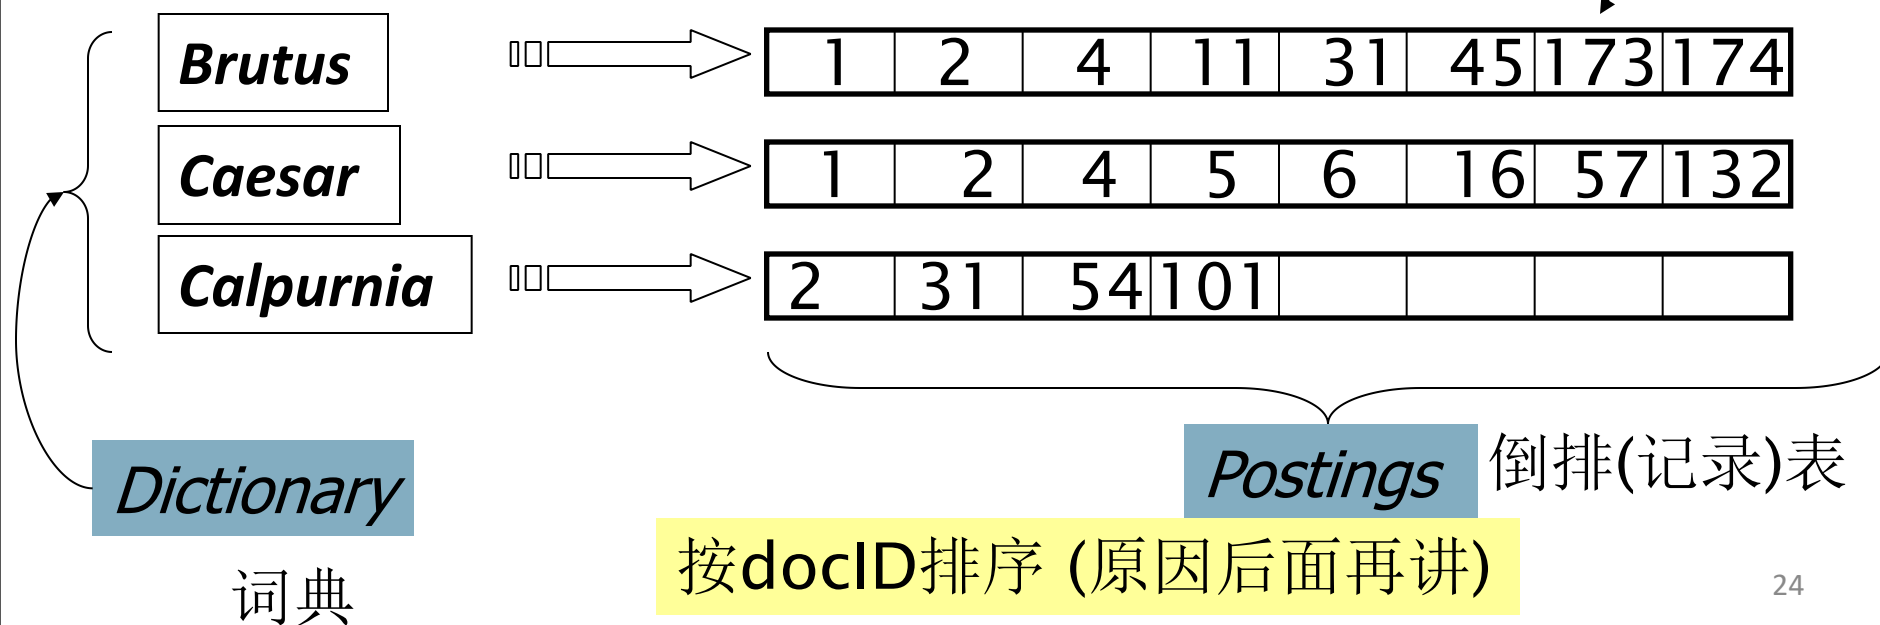 Brutus 1 2 4 11 31 45 173 174
Caesar 1 2 4 5 6 16 57 132
Calpurnia 2 31 54 101
Dictionary
词典
Postings 倒排(记录)表
按docID排序 (原因后面再讲)
24